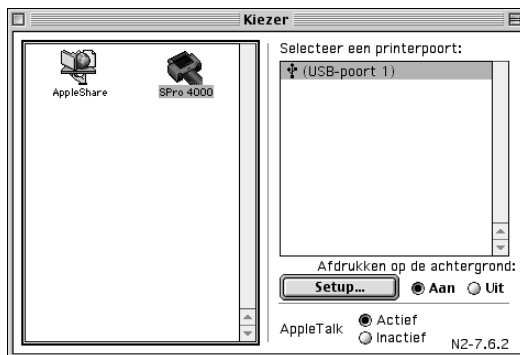 Kiezer
AppleShare
SPro 4000
Selecteer een printerpoort:
(USB-poort 1)
Afdrukken op de achtergrond:
Setup... Aan Uit
AppleTalk Actief
Inactief
N2-7.6.2